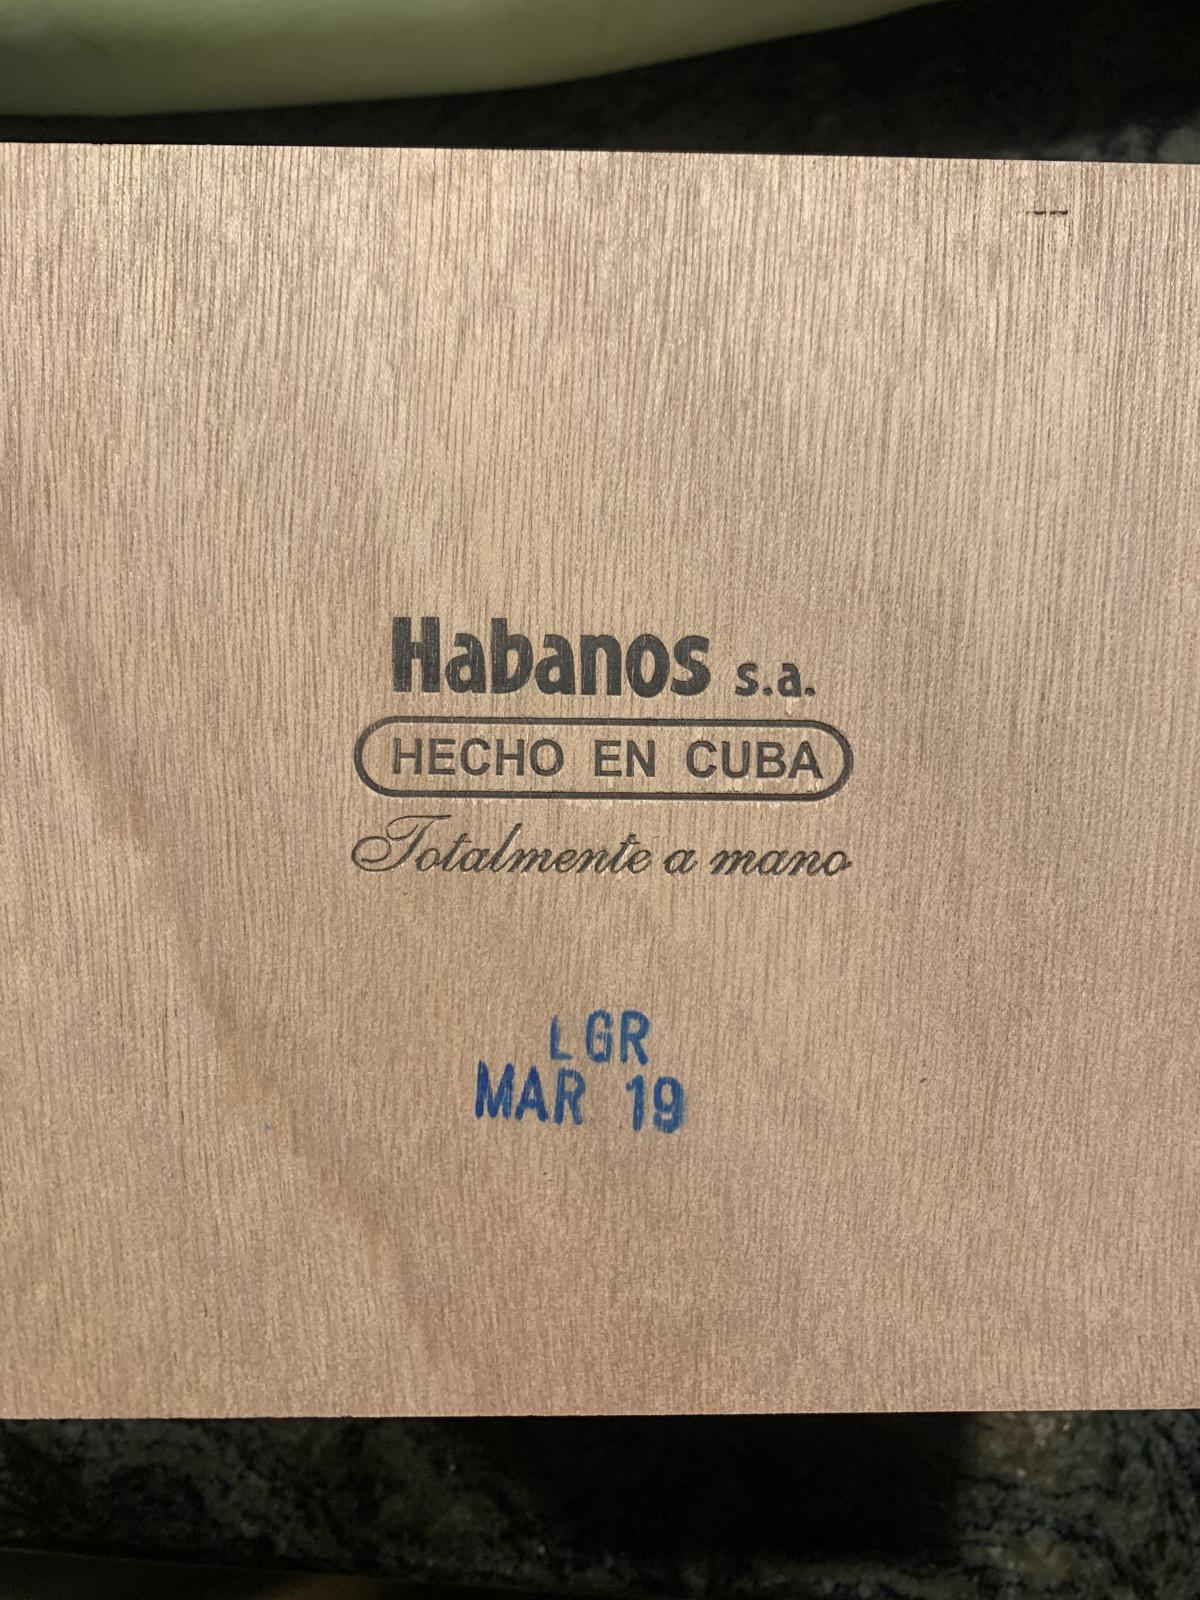 Habanos s.a.
HECHO EN CUBA
Totalmente a mano
LGR
MAR 19